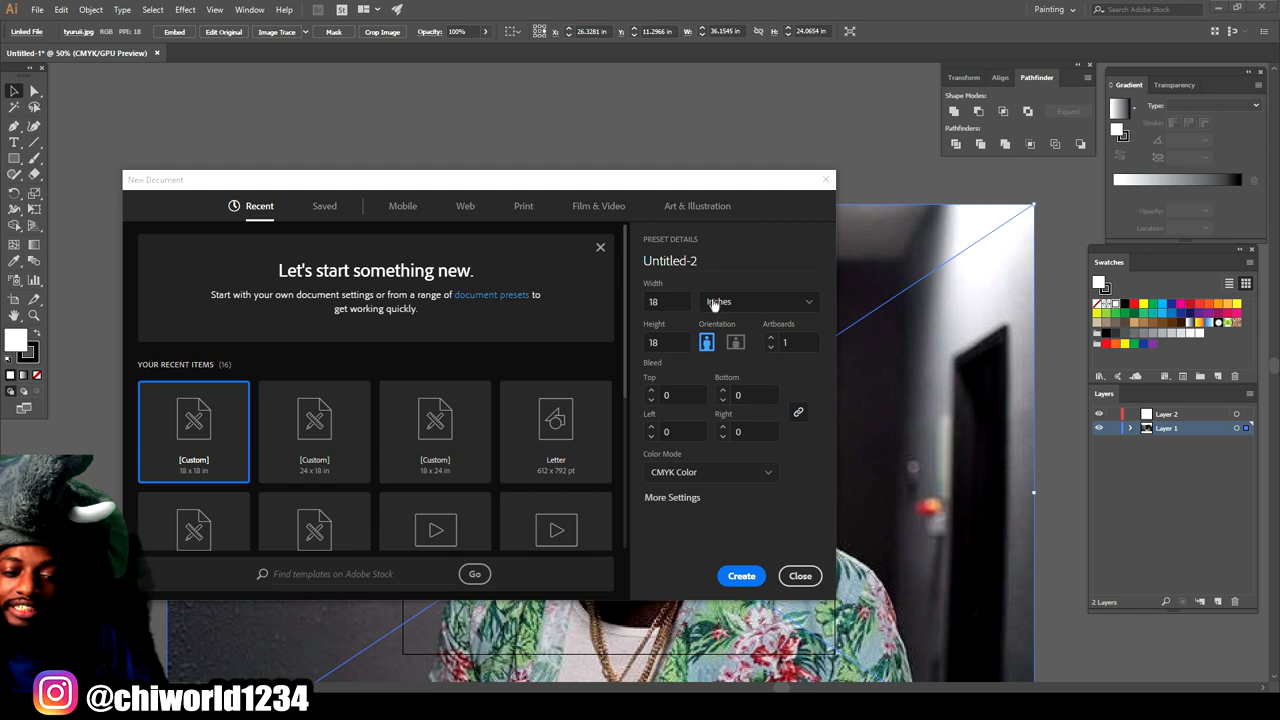 Ai File Edit Object Type Select Effect View Window Help Br St Painting Search Adobe Stock
Linked File tyuruii.jpg RGB PPI: 18 Embed Edit Original Image Trace Mask Crop Image Opacity: 100% X: 26.3281 in Y: 11.2966 in W: 36.1545 in H: 24.0654 in
Untitled-1* @ 50% (CMYK/GPU Preview)
Transform Align Pathfinder
Shape Modes:
Expand
Pathfinders:
Gradient Transparency
Type:
Stroke:
Opacity:
Location:
Swatches
Layers
Layer 2
Layer 1
2 Layers
New Document
Recent Saved Mobile Web Print Film & Video Art & Illustration
Let's start something new.
Start with your own document settings or from a range of document presets to
get working quickly.
YOUR RECENT ITEMS (16)
[Custom]
18 x 18 in
[Custom]
24 x 18 in
[Custom]
18 x 24 in
Letter
612 x 792 pt
Find templates on Adobe Stock Go
PRESET DETAILS
Untitled-2
Width
18 Inches
Height Orientation Artboards
18 1
Bleed
Top Bottom
0 0
Left Right
0 0
Color Mode
CMYK Color
More Settings
Create Close
@chiworld1234